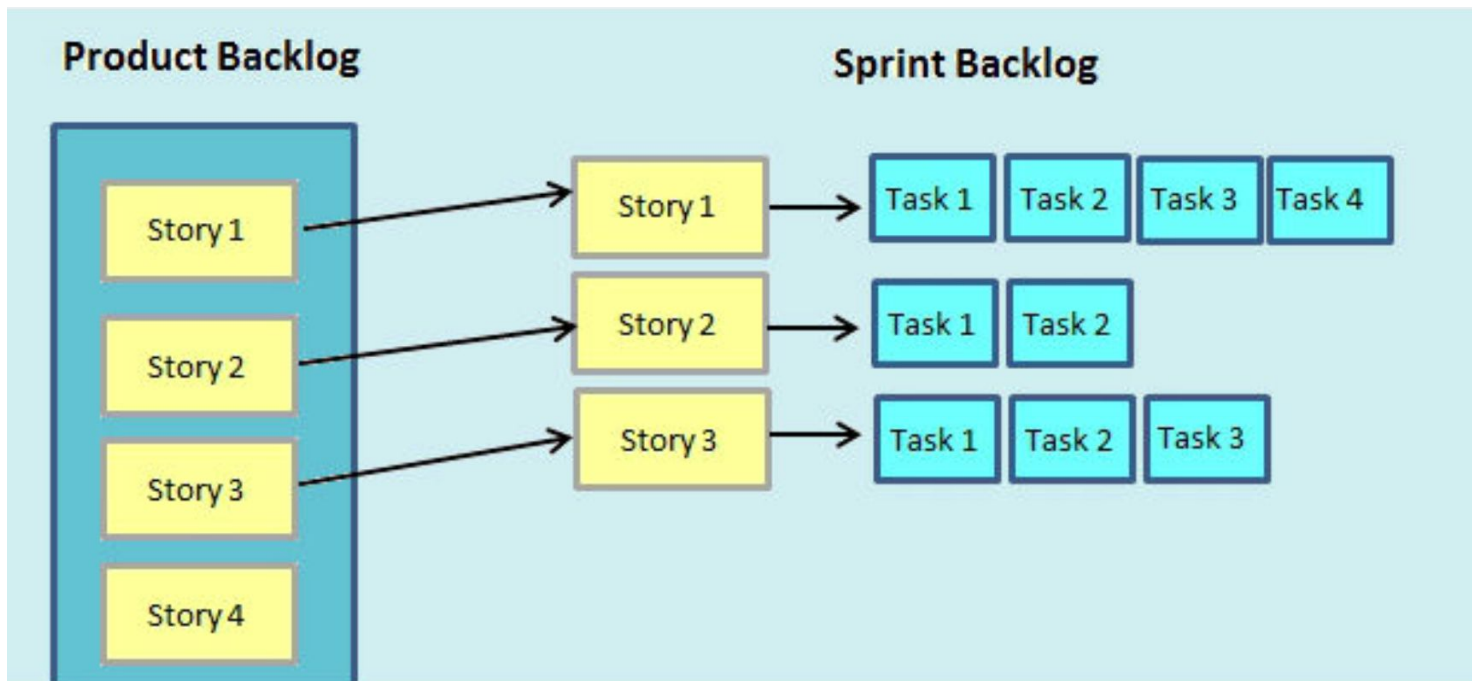 Product Backlog
Sprint Backlog
Story 1
Story 1
Task 1
Task 2
Task 3
Task 4
Story 2
Story 2
Task 1
Task 2
Story 3
Story 3
Task 1
Task 2
Task 3
Story 4